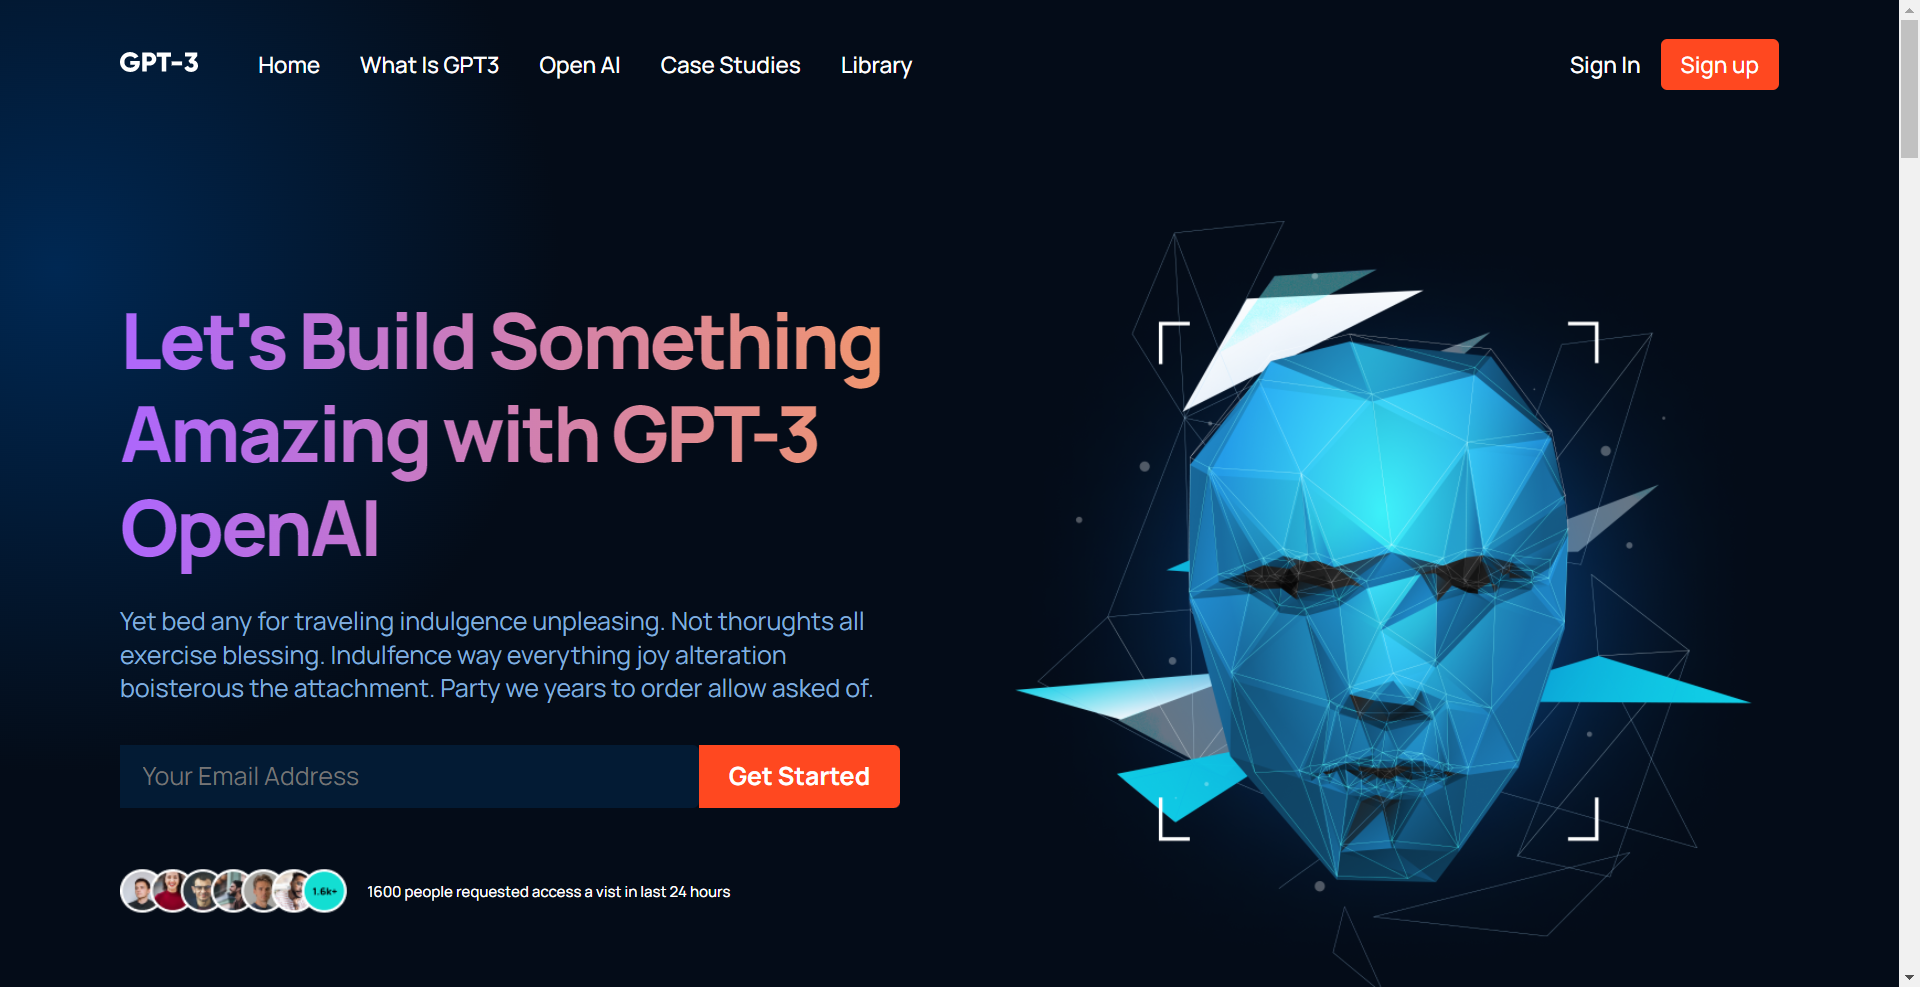 GPT-3
Home
What Is GPT3
Open AI
Case Studies
Library
Sign In
Sign up
Let's Build Something
Amazing with GPT-3
OpenAI
Yet bed any for traveling indulgence unpleasing. Not thorughts all
exercise blessing. Indulfence way everything joy alteration
boisterous the attachment. Party we years to order allow asked of.
Your Email Address
Get Started
1.6k+
1600 people requested access a vist in last 24 hours